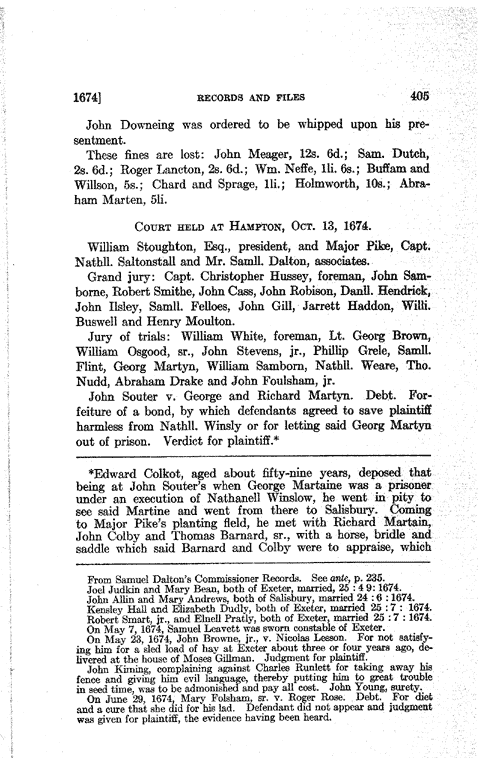 1674] RECORDS AND FILES 405
John Downeing was ordered to be whipped upon his pre-
sentment.
These fines are lost: John Meager, 12s. 6d.; Sam. Dutch,
2s. 6d.; Roger Lancton, 2s. 6d.; Wm. Neffe, 1li. 6s.; Buffam and
Willson, 5s.; Chard and Sprage, 1li.; Holmworth, 10s.; Abra-
ham Marten, 5li.
COURT HELD AT HAMPTON, OCT. 13, 1674.
William Stoughton, Esq., president, and Major Pike, Capt.
Nathll. Saltonstall and Mr. Samll. Dalton, associates.
Grand jury: Capt. Christopher Hussey, foreman, John Sam-
borne, Robert Smithe, John Cass, John Robison, Danll. Hendrick,
John Ilsley, Samll. Felloes, John Gill, Jarrett Haddon, Willi.
Buswell and Henry Moulton.
Jury of trials: William White, foreman, Lt. Georg Brown,
William Osgood, sr., John Stevens, jr., Phillip Grele, Samll.
Flint, Georg Martyn, William Samborn, Nathll. Weare, Tho.
Nudd, Abraham Drake and John Foulsham, jr.
John Souter v. George and Richard Martyn. Debt. For-
feiture of a bond, by which defendants agreed to save plaintiff
harmless from Nathll. Winsly or for letting said Georg Martyn
out of prison. Verdict for plaintiff.*
*Edward Colkot, aged about fifty-nine years, deposed that
being at John Souter's when George Martaine was a prisoner
under an execution of Nathanell Winslow, he went in pity to
see said Martine and went from there to Salisbury. Coming
to Major Pike's planting field, he met with Richard Martain,
John Colby and Thomas Barnard, sr., with a horse, bridle and
saddle which said Barnard and Colby were to appraise, which
From Samuel Dalton's Commissioner Records. See ante, p. 235.
Joel Judkin and Mary Bean, both of Exeter, married, 25 : 4 9: 1674.
John Allin and Mary Andrews, both of Salisbury, married 24 : 6 : 1674.
Kensley Hall and Elizabeth Dudly, both of Exeter, married 25 : 7 : 1674.
Robert Smart, jr., and Elnell Pratly, both of Exeter, married 25 : 7 : 1674.
On May 7, 1674, Samuel Leavett was sworn constable of Exeter.
On May 23, 1674, John Browne, jr., v. Nicolas Lesson. For not satisfy-
ing him for a sled load of hay at Exeter about three or four years ago, de-
livered at the house of Moses Gillman. Judgment for plaintiff.
John Kiming, complaining against Charles Runlett for taking away his
fence and giving him evil language, thereby putting him to great trouble
in seed time, was to be admonished and pay all cost. John Young, surety.
On June 29, 1674, Mary Folsham, sr. v. Roger Rose. Debt. For diet
and a cure that she did for his lad. Defendant did not appear and judgment
was given for plaintiff, the evidence having been heard.